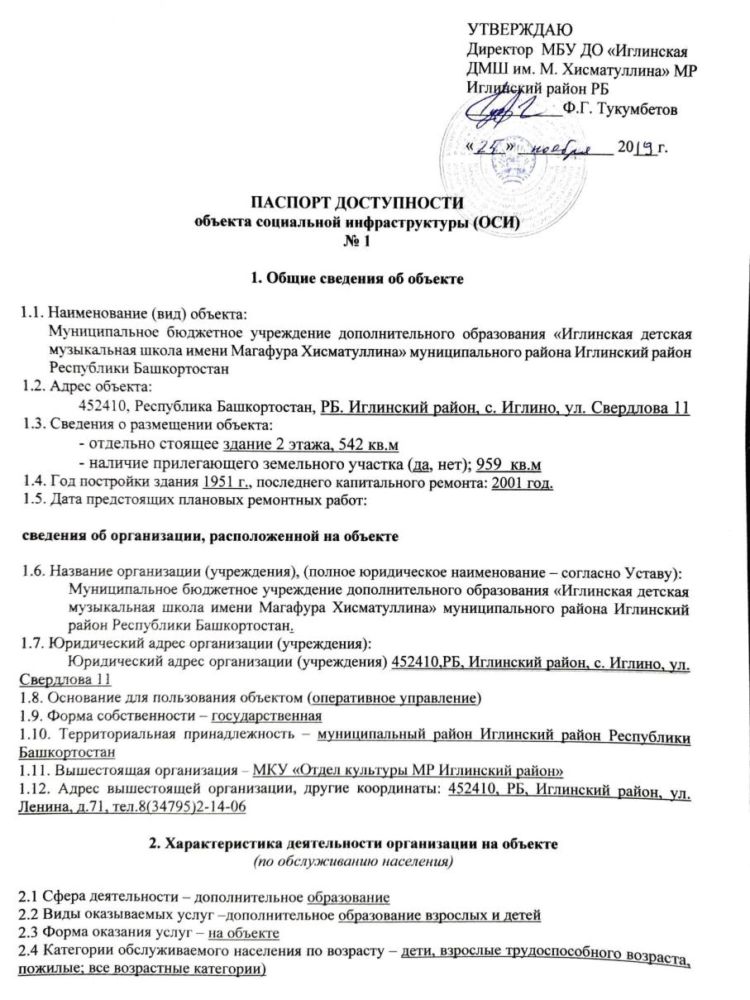 УТВЕРЖДАЮ
Директор МБУ ДО «Иглинская
ДМШ им. М. Хисматуллина» МР
Иглинский район РБ
Ф.Г. Тукумбетов
«25» ноября 2019 г.
ПАСПОРТ ДОСТУПНОСТИ
объекта социальной инфраструктуры (ОСИ)
№ 1
1. Общие сведения об объекте
1.1. Наименование (вид) объекта:
Муниципальное бюджетное учреждение дополнительного образования «Иглинская детская
музыкальная школа имени Магафура Хисматуллина» муниципального района Иглинский район
Республики Башкортостан
1.2. Адрес объекта:
452410, Республика Башкортостан, РБ. Иглинский район, с. Иглино, ул. Свердлова 11
1.3. Сведения о размещении объекта:
- отдельно стоящее здание 2 этажа, 542 кв.м
- наличие прилегающего земельного участка (да, нет); 959 кв.м
1.4. Год постройки здания 1951 г., последнего капитального ремонта: 2001 год.
1.5. Дата предстоящих плановых ремонтных работ:
сведения об организации, расположенной на объекте
1.6. Название организации (учреждения), (полное юридическое наименование – согласно Уставу):
Муниципальное бюджетное учреждение дополнительного образования «Иглинская детская
музыкальная школа имени Магафура Хисматуллина» муниципального района Иглинский
район Республики Башкортостан.
1.7. Юридический адрес организации (учреждения):
Юридический адрес организации (учреждения) 452410,РБ, Иглинский район, с. Иглино, ул.
Свердлова 11
1.8. Основание для пользования объектом (оперативное управление)
1.9. Форма собственности – государственная
1.10. Территориальная принадлежность – муниципальный район Иглинский район Республики
Башкортостан
1.11. Вышестоящая организация – МКУ «Отдел культуры МР Иглинский район»
1.12. Адрес вышестоящей организации, другие координаты: 452410, РБ, Иглинский район, ул.
Ленина, д.71, тел.8(34795)2-14-06
2. Характеристика деятельности организации на объекте
(по обслуживанию населения)
2.1 Сфера деятельности – дополнительное образование
2.2 Виды оказываемых услуг –дополнительное образование взрослых и детей
2.3 Форма оказания услуг – на объекте
2.4 Категории обслуживаемого населения по возрасту – дети, взрослые трудоспособного возраста,
пожилые; все возрастные категории)